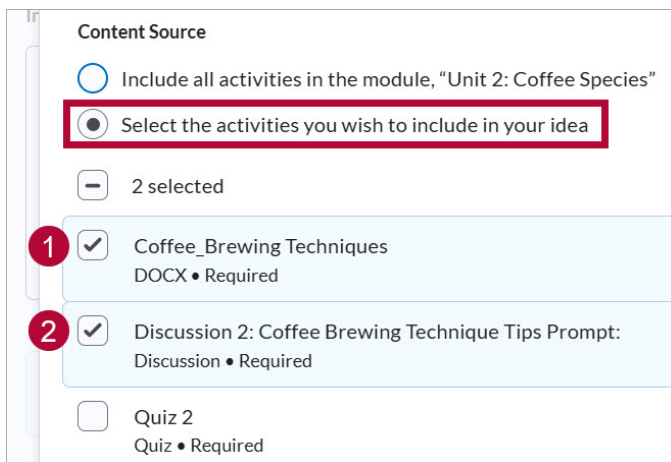 Content Source
Include all activities in the module, “Unit 2: Coffee Species”
Select the activities you wish to include in your idea
2 selected
1
Coffee_Brewing Techniques
DOCX • Required
2
Discussion 2: Coffee Brewing Technique Tips Prompt:
Discussion • Required
Quiz 2
Quiz • Required